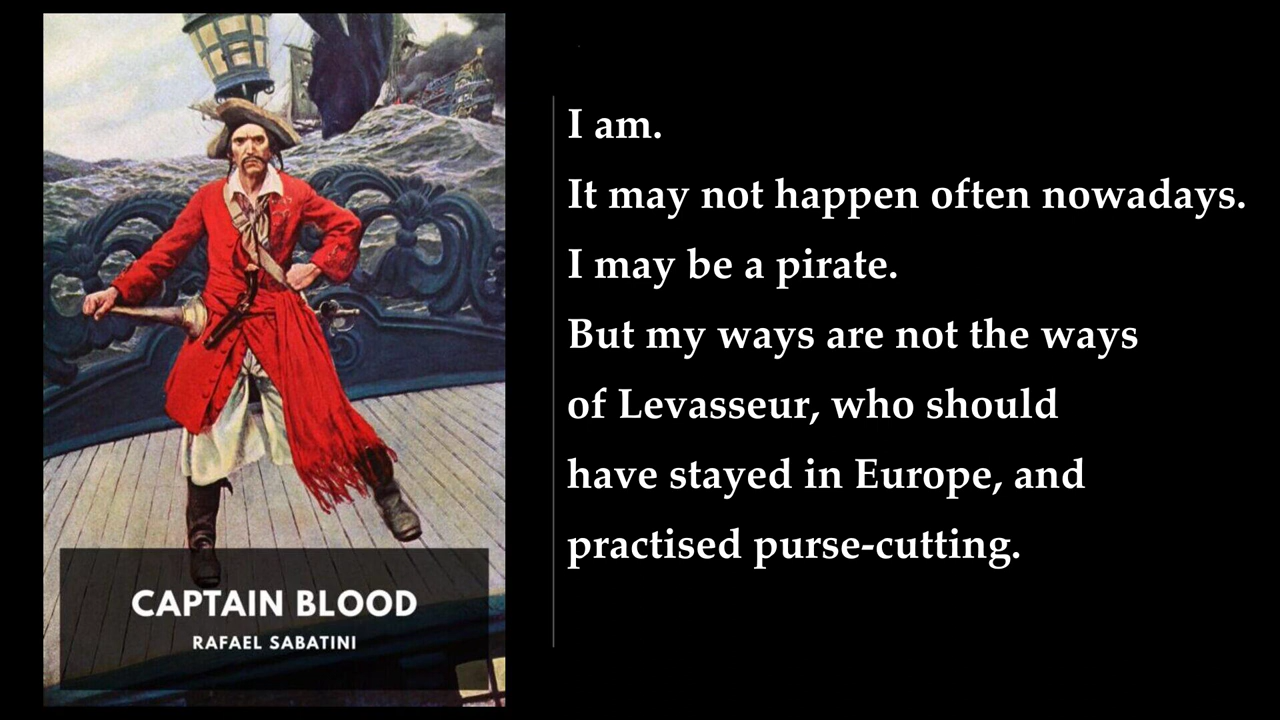 CAPTAIN BLOOD
RAFAEL SABATINI
I am.
It may not happen often nowadays.
I may be a pirate.
But my ways are not the ways
of Levasseur, who should
have stayed in Europe, and
practised purse-cutting.